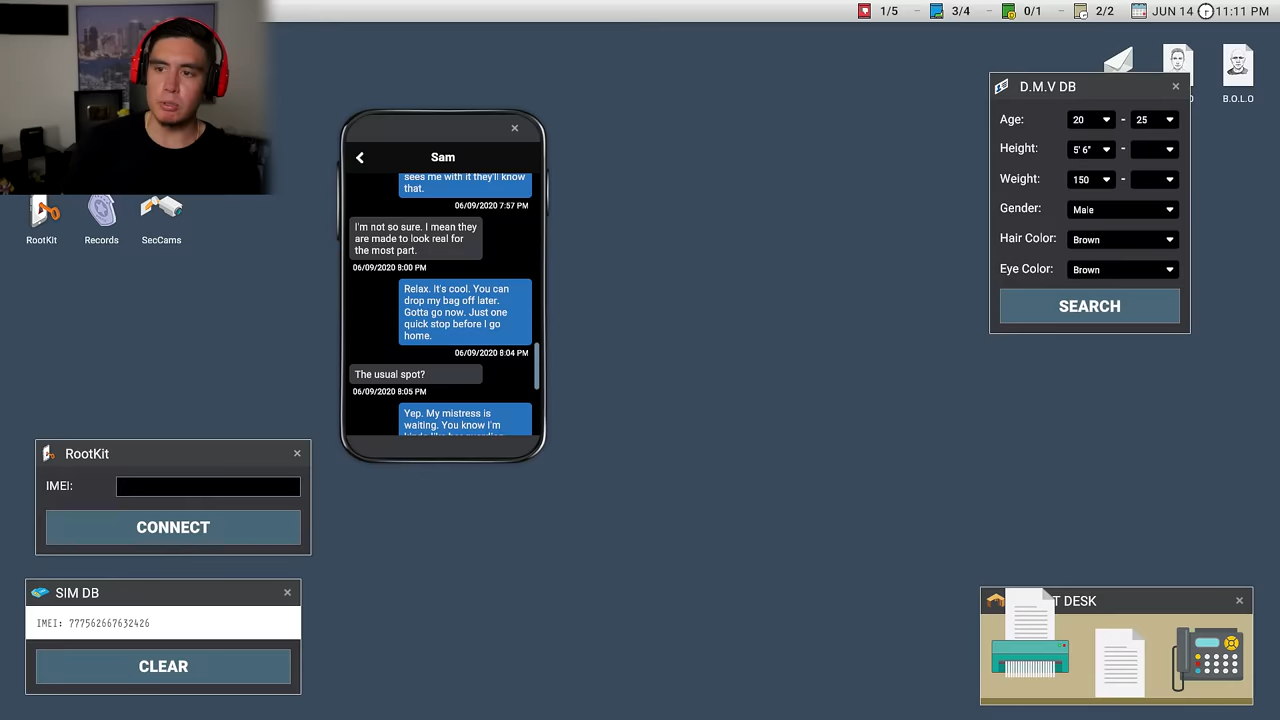 1/5
3/4
0/1
2/2
JUN 14
11:11 PM
B.O.L.O
RootKit
Records
SecCams
Sam
sees me with it they'll know
that.
06/09/2020 7:57 PM
I'm not so sure. I mean they
are made to look real for
the most part.
06/09/2020 8:00 PM
Relax. It's cool. You can
drop my bag off later.
Gotta go now. Just one
quick stop before I go
home.
06/09/2020 8:04 PM
The usual spot?
06/09/2020 8:05 PM
Yep. My mistress is
waiting. You know I'm
D.M.V DB
Age: 20 - 25
Height: 5' 6" -
Weight: 150 -
Gender: Male
Hair Color: Brown
Eye Color: Brown
SEARCH
RootKit
IMEI:
CONNECT
SIM DB
IMEI: 777562667632426
CLEAR
T DESK